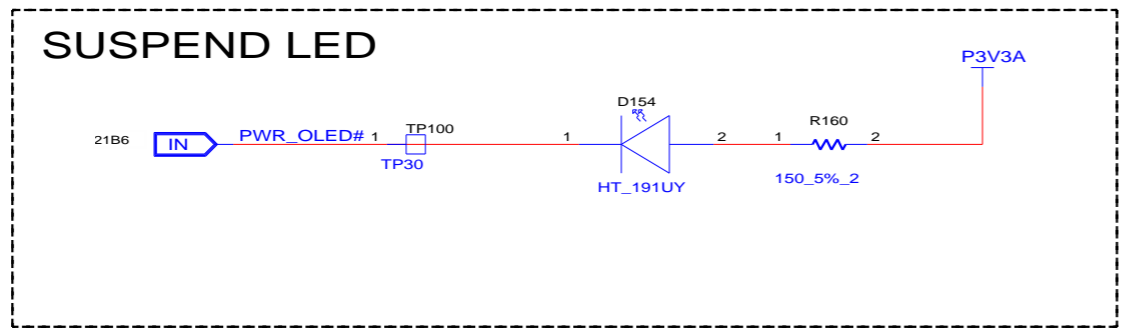 SUSPEND LED
P3V3A
D154
R160
21B6
IN
PWR_OLED#
1
TP100
1
2
1
2
TP30
HT_191UY
150_5%_2